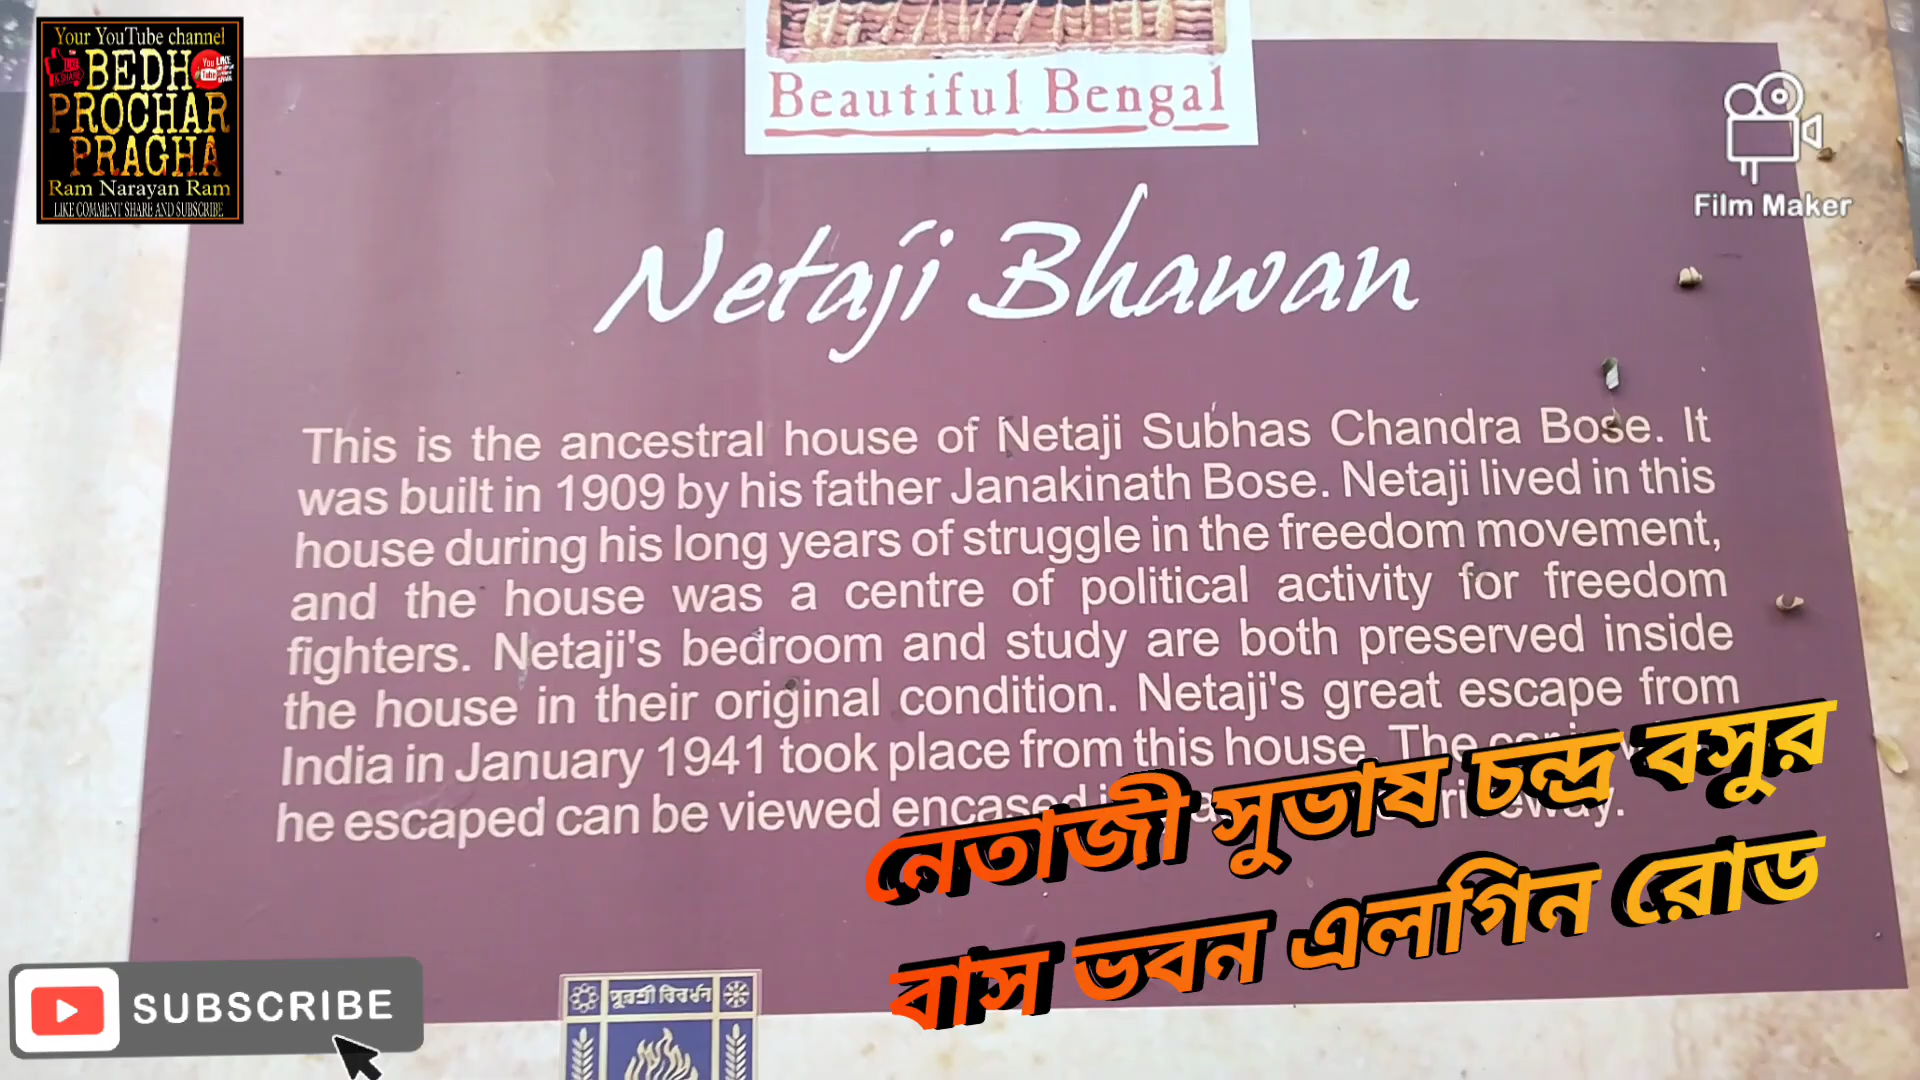 Your YouTube channel
BEDH
PROCHAR
PRAGHA
Ram Narayan Ram
LIKE COMMENT SHARE AND SUBSCRIBE
Beautiful Bengal
Film Maker
Netaji Bhawan
This is the ancestral house of Netaji Subhas Chandra Bose. It
was built in 1909 by his father Janakinath Bose. Netaji lived in this
house during his long years of struggle in the freedom movement,
and the house was a centre of political activity for freedom
fighters. Netaji's bedroom and study are both preserved inside
the house in their original condition. Netaji's great escape from
India in January 1941 took place from this house. The
he escaped can be viewed encased
নেতাজী সুভাষ চন্দ্র বসুর
বাস ভবন এলগিন রোড
SUBSCRIBE
পুরশ্রী বিবর্ধন